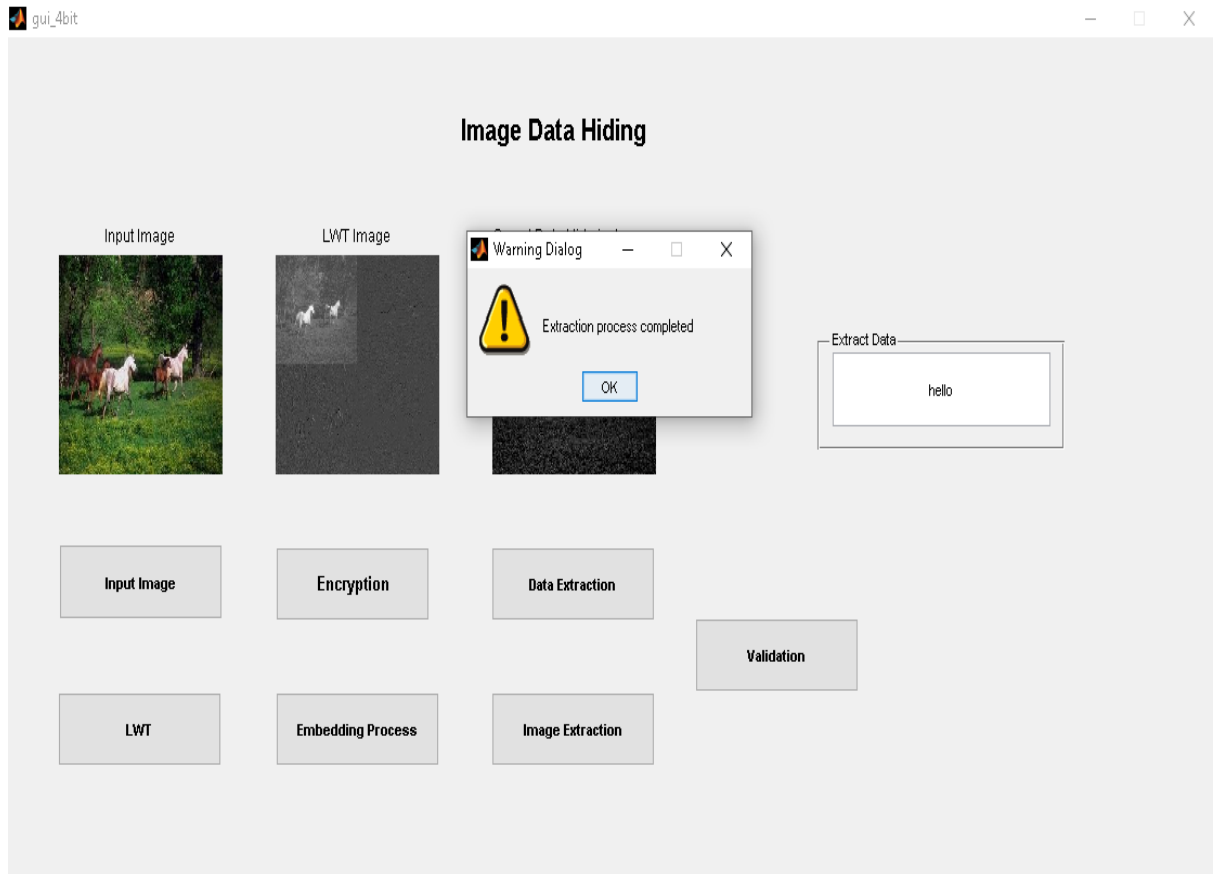 gui_4bit
Image Data Hiding
Input Image
LWT Image
Warning Dialog
Extraction process completed
OK
Extract Data
hello
Input Image
Encryption
Data Extraction
Validation
LWT
Embedding Process
Image Extraction